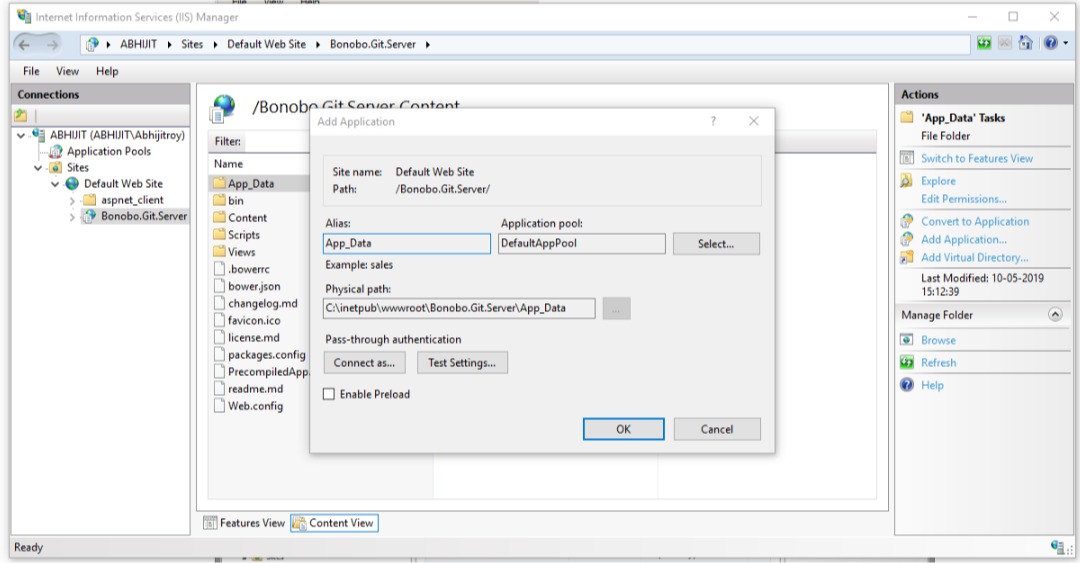 Internet Information Services (IIS) Manager
ABHIJIT Sites Default Web Site Bonobo.Git.Server
File View Help
Connections
ABHIJIT (ABHIJIT\Abhijitroy)
Application Pools
Sites
Default Web Site
aspnet_client
Bonobo.Git.Server
/Bonobo.Git.Server Content
Filter:
Name
App_Data
bin
Content
Scripts
Views
.bowerrc
bower.json
changelog.md
favicon.ico
license.md
packages.config
PrecompiledApp.
readme.md
Web.config
Add Application
?
Site name: Default Web Site
Path: /Bonobo.Git.Server/
Alias: Application pool:
App_Data DefaultAppPool Select...
Example: sales
Physical path:
C:\inetpub\wwwroot\Bonobo.Git.Server\App_Data ...
Pass-through authentication
Connect as... Test Settings...
Enable Preload
OK Cancel
Features View Content View
Actions
'App_Data' Tasks
File Folder
Switch to Features View
Explore
Edit Permissions...
Convert to Application
Add Application...
Add Virtual Directory...
Last Modified: 10-05-2019
15:12:39
Manage Folder
Browse
Refresh
Help
Ready